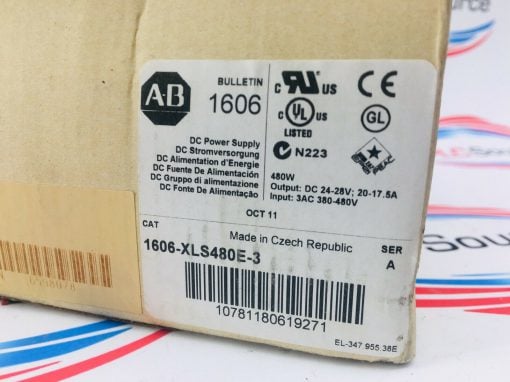 A-B
BULLETIN
1606
c RU US
CE
c UL US
LISTED
GL
N223
DC Power Supply
DC Stromversorgung
DC Alimentation d'Energie
DC Fuente De Alimentación
DC Gruppo di alimentazione
DC Fonte De Alimentação
480W
Output: DC 24-28V; 20-17.5A
Input: 3AC 380-480V
OCT 11
CAT
1606-XLS480E-3
Made in Czech Republic
SER
A
10781180619271
EL-347 955.38E
Source